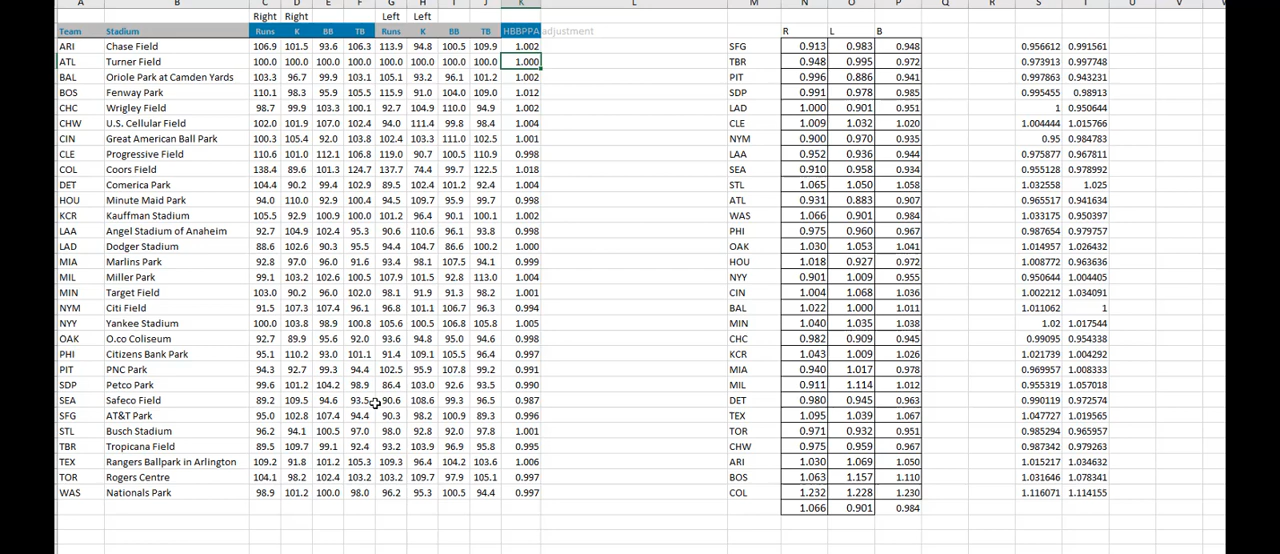 A B C D E F G H I J K L M N O P Q R S T U V W X
Right Right Left Left
Team Stadium Runs K BB TB Runs K BB TB HBBPPA adjustment R L B
ARI Chase Field 106.9 101.5 93.6 106.3 113.9 94.8 100.5 109.9 1.002 SFG 0.913 0.983 0.948 0.956612 0.991561
ATL Turner Field 100.0 100.0 100.0 100.0 100.0 100.0 100.0 100.0 1.000 TBR 0.948 0.995 0.972 0.973913 0.997748
BAL Oriole Park at Camden Yards 103.3 96.7 99.9 103.1 105.1 93.2 96.1 101.2 1.002 PIT 0.996 0.886 0.941 0.997863 0.943231
BOS Fenway Park 110.1 98.3 95.9 105.5 115.9 91.0 104.0 109.0 1.012 SDP 0.991 0.978 0.985 0.995455 0.98913
CHC Wrigley Field 98.7 99.9 103.3 100.1 92.7 104.9 110.0 94.9 1.002 LAD 1.000 0.901 0.951 1 0.950644
CHW U.S. Cellular Field 102.0 101.9 107.0 102.4 94.0 111.4 99.8 98.4 1.004 CLE 1.009 1.032 1.020 1.004444 1.015766
CIN Great American Ball Park 100.3 105.4 92.0 103.8 102.4 103.3 111.0 102.5 1.001 NYM 0.900 0.970 0.935 0.95 0.984783
CLE Progressive Field 110.6 101.0 112.1 106.8 119.0 90.7 100.5 110.9 0.998 LAA 0.952 0.936 0.944 0.975877 0.967811
COL Coors Field 138.4 89.6 101.3 124.7 137.7 74.4 99.7 122.5 1.018 SEA 0.910 0.958 0.934 0.955128 0.978992
DET Comerica Park 104.4 90.2 99.4 102.9 89.5 102.4 101.2 92.4 1.004 STL 1.065 1.050 1.058 1.032558 1.025
HOU Minute Maid Park 94.0 110.0 92.9 100.4 94.5 109.7 95.9 99.7 0.998 ATL 0.931 0.883 0.907 0.965517 0.941634
KCR Kauffman Stadium 105.5 92.9 100.9 100.0 101.2 96.4 90.1 100.1 1.002 WAS 1.066 0.901 0.984 1.033175 0.950397
LAA Angel Stadium of Anaheim 92.7 104.9 102.4 95.3 90.6 110.6 96.1 93.8 0.998 PHI 0.975 0.960 0.967 0.987654 0.979757
LAD Dodger Stadium 88.6 102.6 90.3 95.5 94.4 104.7 86.6 100.2 1.000 OAK 1.030 1.053 1.041 1.014957 1.026432
MIA Marlins Park 92.8 97.0 96.0 91.6 93.4 98.1 107.5 94.1 0.999 HOU 1.018 0.927 0.972 1.008772 0.963636
MIL Miller Park 99.1 103.2 102.6 100.5 107.9 101.5 92.8 113.0 1.004 NYY 0.901 1.009 0.955 0.950644 1.004405
MIN Target Field 103.0 90.2 96.0 102.0 98.1 91.9 91.3 98.2 1.001 CIN 1.004 1.068 1.036 1.002212 1.034091
NYM Citi Field 91.5 107.3 107.4 96.1 96.8 101.1 106.7 96.3 0.994 BAL 1.022 1.000 1.011 1.011062 1
NYY Yankee Stadium 100.0 103.8 98.9 100.8 105.6 100.5 106.8 105.8 1.005 MIN 1.040 1.035 1.038 1.02 1.017544
OAK O.co Coliseum 92.7 89.9 95.6 92.0 93.6 94.8 95.0 94.6 0.998 CHC 0.982 0.909 0.945 0.99095 0.954338
PHI Citizens Bank Park 95.1 110.2 93.0 101.1 91.4 109.1 105.5 96.4 0.997 KCR 1.043 1.009 1.026 1.021739 1.004292
PIT PNC Park 94.3 92.7 99.3 94.4 102.5 95.9 107.8 99.2 0.991 MIA 0.940 1.017 0.978 0.969957 1.008333
SDP Petco Park 99.6 101.2 104.2 98.9 86.4 103.0 92.6 93.5 0.990 MIL 0.911 1.114 1.012 0.955319 1.057018
SEA Safeco Field 89.2 109.5 94.6 93.5 90.6 108.6 99.3 96.5 0.987 DET 0.980 0.945 0.963 0.990119 0.972574
SFG AT&T Park 95.0 102.8 107.4 94.4 90.3 98.2 100.9 89.3 0.996 TEX 1.095 1.039 1.067 1.047727 1.019565
STL Busch Stadium 96.2 94.1 100.5 97.0 98.0 92.8 92.0 97.8 1.001 TOR 0.971 0.932 0.951 0.985294 0.965957
TBR Tropicana Field 89.5 109.7 99.1 92.4 93.2 103.9 96.9 95.8 0.995 CHW 0.975 0.959 0.967 0.987342 0.979263
TEX Rangers Ballpark in Arlington 109.2 91.8 101.2 105.3 109.3 96.4 104.2 103.6 1.006 ARI 1.030 1.069 1.050 1.015217 1.034632
TOR Rogers Centre 104.1 98.2 102.4 103.2 103.2 109.7 97.9 105.1 0.997 BOS 1.063 1.157 1.110 1.031646 1.078341
WAS Nationals Park 98.9 101.2 100.0 98.0 96.2 95.3 100.5 94.4 0.997 COL 1.232 1.228 1.230 1.116071 1.114155
1.066 0.901 0.984